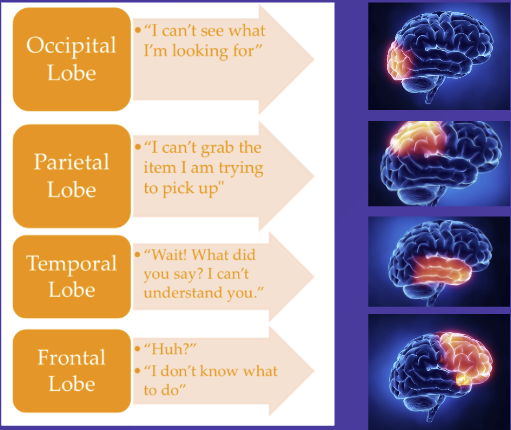 Occipital
Lobe
• “I can’t see what
I’m looking for”
Parietal
Lobe
• “I can’t grab the
item I am trying
to pick up"
Temporal
Lobe
• “Wait! What did
you say? I can’t
understand you.”
Frontal
Lobe
• “Huh?”
• “I don’t know what
to do”